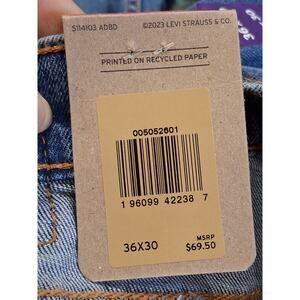 S114103 ADBD ©2023 LEVI STRAUSS & CO.
PRINTED ON RECYCLED PAPER
005052601
1 96099 42238 7
36X30
MSRP
$69.50